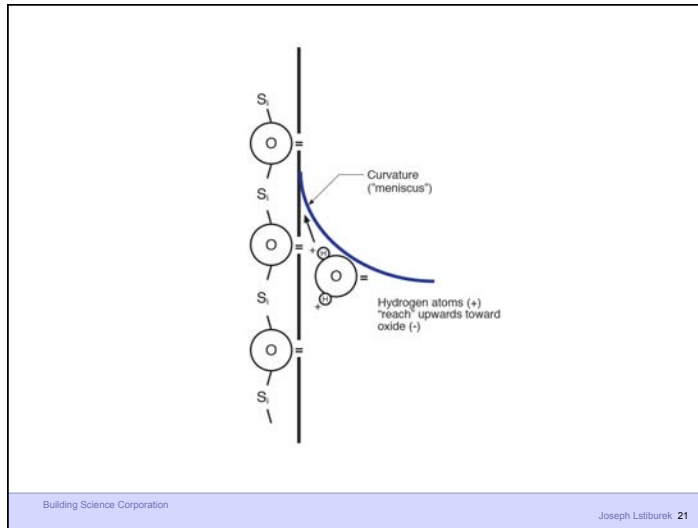 Si
O =
Si
O =
Si
O =
Si
Curvature
("meniscus")
+ H
O =
H
+
Hydrogen atoms (+)
"reach" upwards toward
oxide (-)
Building Science Corporation
Joseph Lstiburek 21